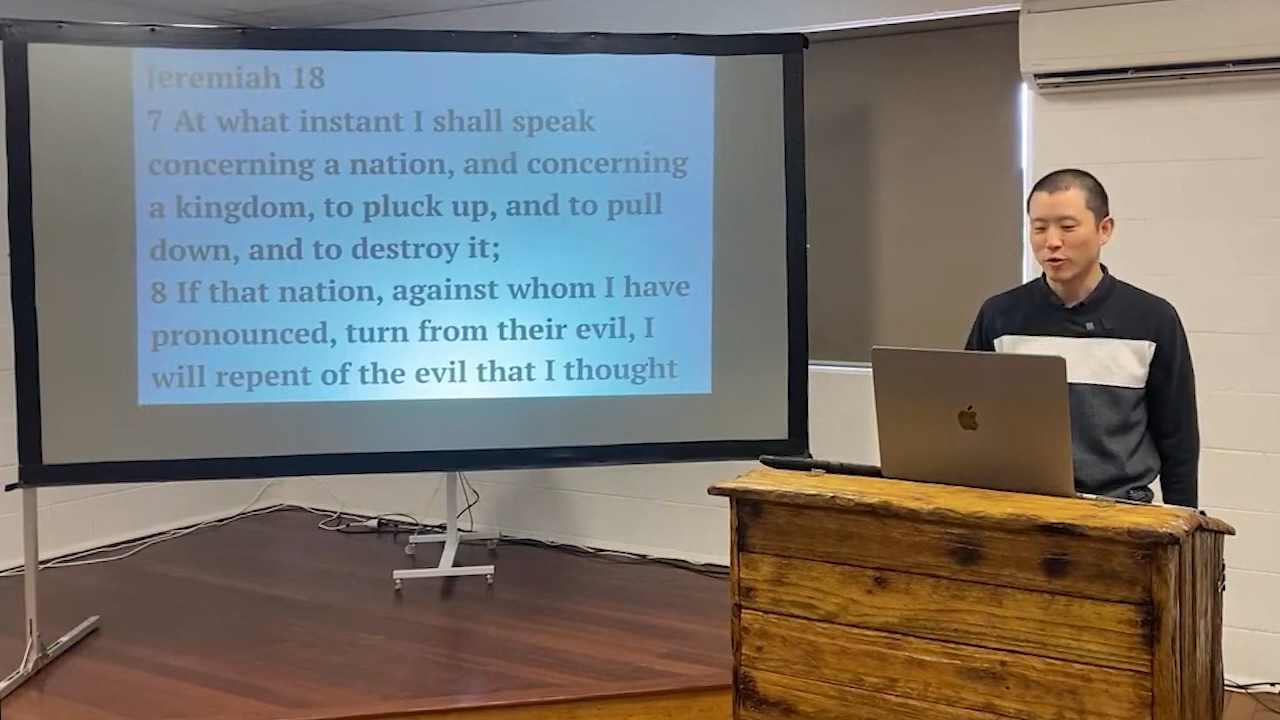 Jeremiah 18
7 At what instant I shall speak
concerning a nation, and concerning
a kingdom, to pluck up, and to pull
down, and to destroy it;
8 If that nation, against whom I have
pronounced, turn from their evil, I
will repent of the evil that I thought